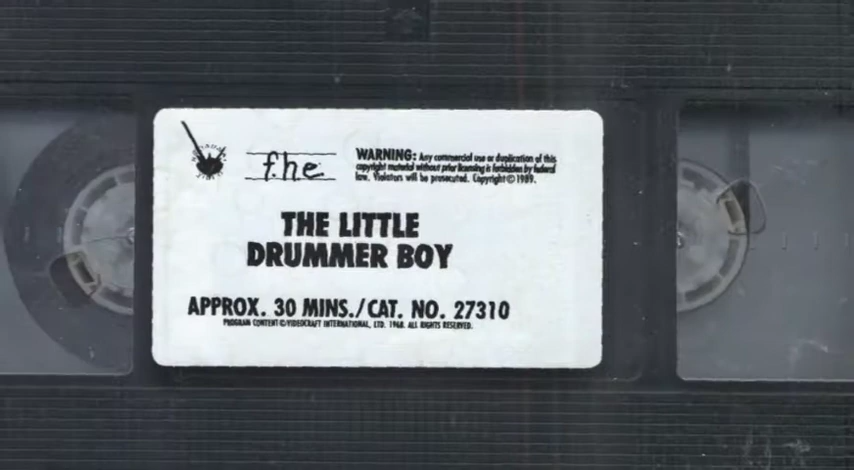 f.h.e.
WARNING: Any commercial use or duplication of this
copyright material without prior licensing is forbidden by federal
law. Violators will be prosecuted. Copyright © 1989.
THE LITTLE
DRUMMER BOY
APPROX. 30 MINS./CAT. NO. 27310
PROGRAM CONTENT © VIDEOCRAFT INTERNATIONAL, LTD. 1968. ALL RIGHTS RESERVED.